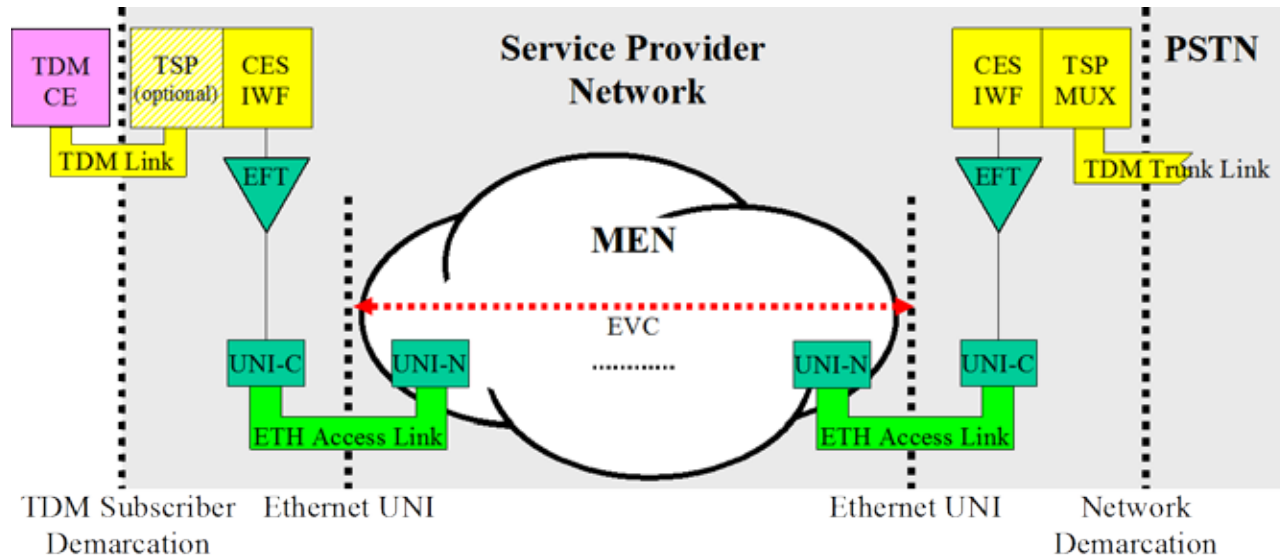 TDM
CE
TSP
(optional)
CES
IWF
Service Provider
Network
CES
IWF
TSP
MUX
PSTN
TDM Link
EFT
EFT
TDM Trunk Link
MEN
EVC
UNI-C
UNI-N
UNI-N
UNI-C
ETH Access Link
ETH Access Link
TDM Subscriber
Demarcation
Ethernet UNI
Ethernet UNI
Network
Demarcation